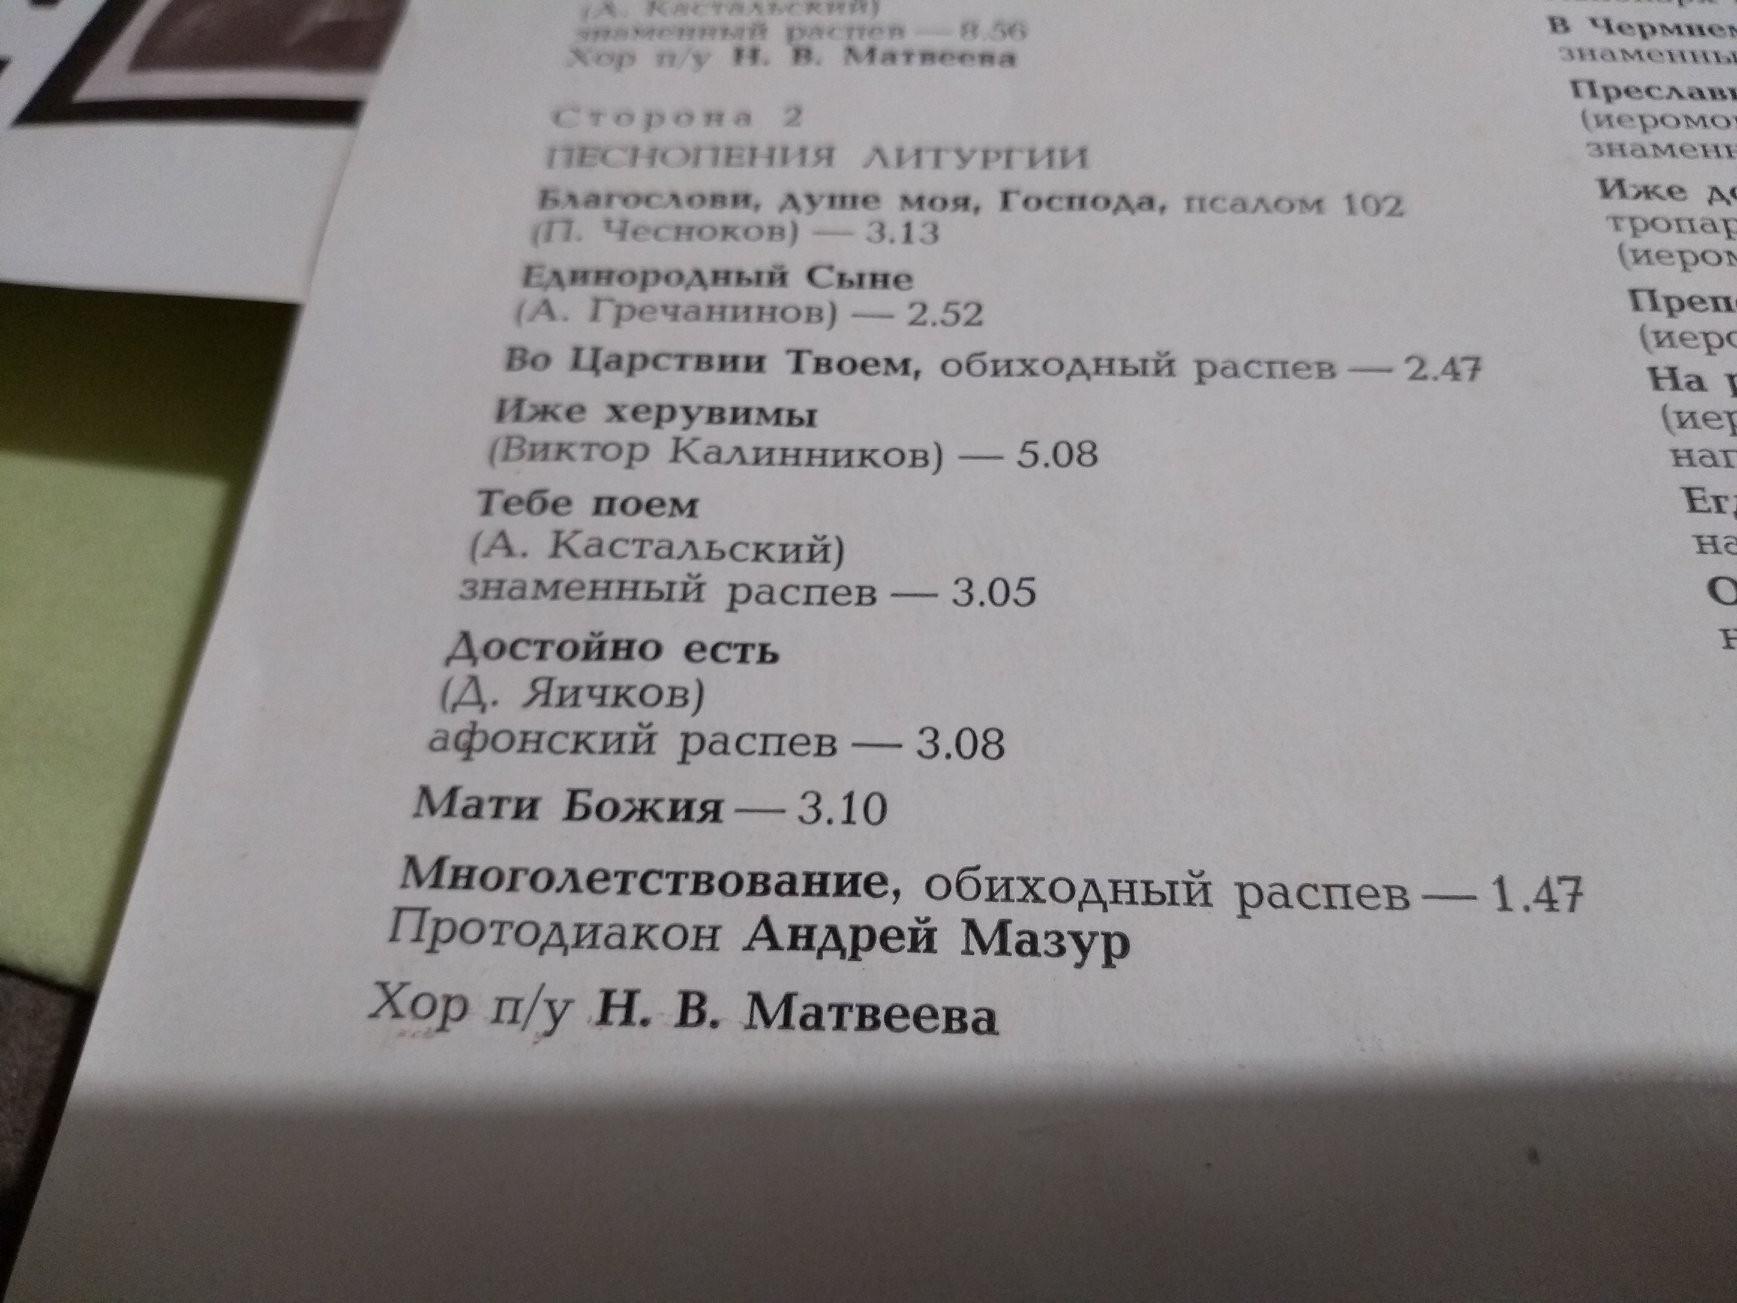 (А. Кастальский)
знаменный распев — 8.56
Хор п/у Н. В. Матвеева
Сторона 2
ПЕСНОПЕНИЯ ЛИТУРГИИ
Благослови, душе моя, Господа, псалом 102
(П. Чесноков) — 3.13
Единородный Сыне
(А. Гречанинов) — 2.52
Во Царствии Твоем, обиходный распев — 2.47
Иже херувимы
(Виктор Калинников) — 5.08
Тебе поем
(А. Кастальский)
знаменный распев — 3.05
Достойно есть
(Д. Яичков)
афонский распев — 3.08
Мати Божия — 3.10
Многолетствование, обиходный распев — 1.47
Протодиакон Андрей Мазур
Хор п/у Н. В. Матвеева
В
Иже
На